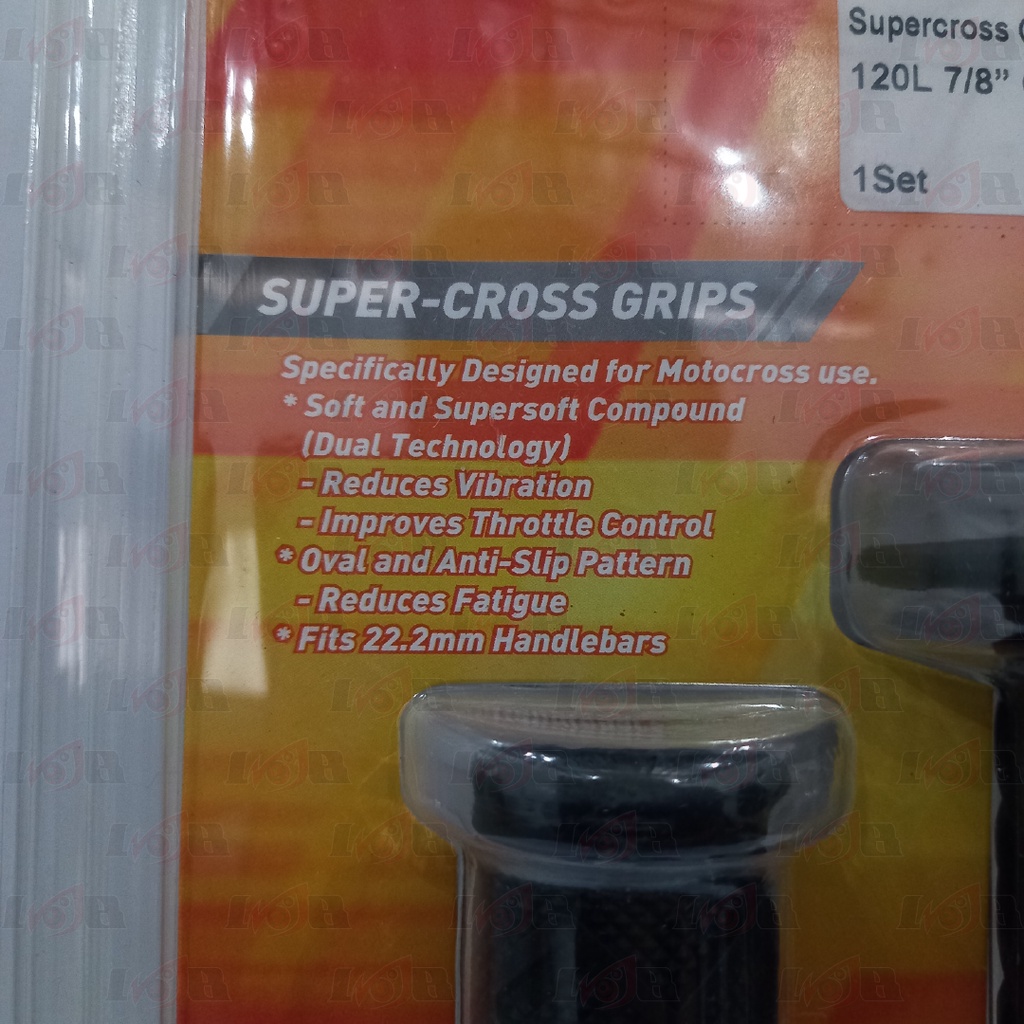 Supercross
120L 7/8”
1Set
SUPER-CROSS GRIPS
Specifically Designed for Motocross use.
* Soft and Supersoft Compound
(Dual Technology)
- Reduces Vibration
- Improves Throttle Control
* Oval and Anti-Slip Pattern
- Reduces Fatigue
* Fits 22.2mm Handlebars